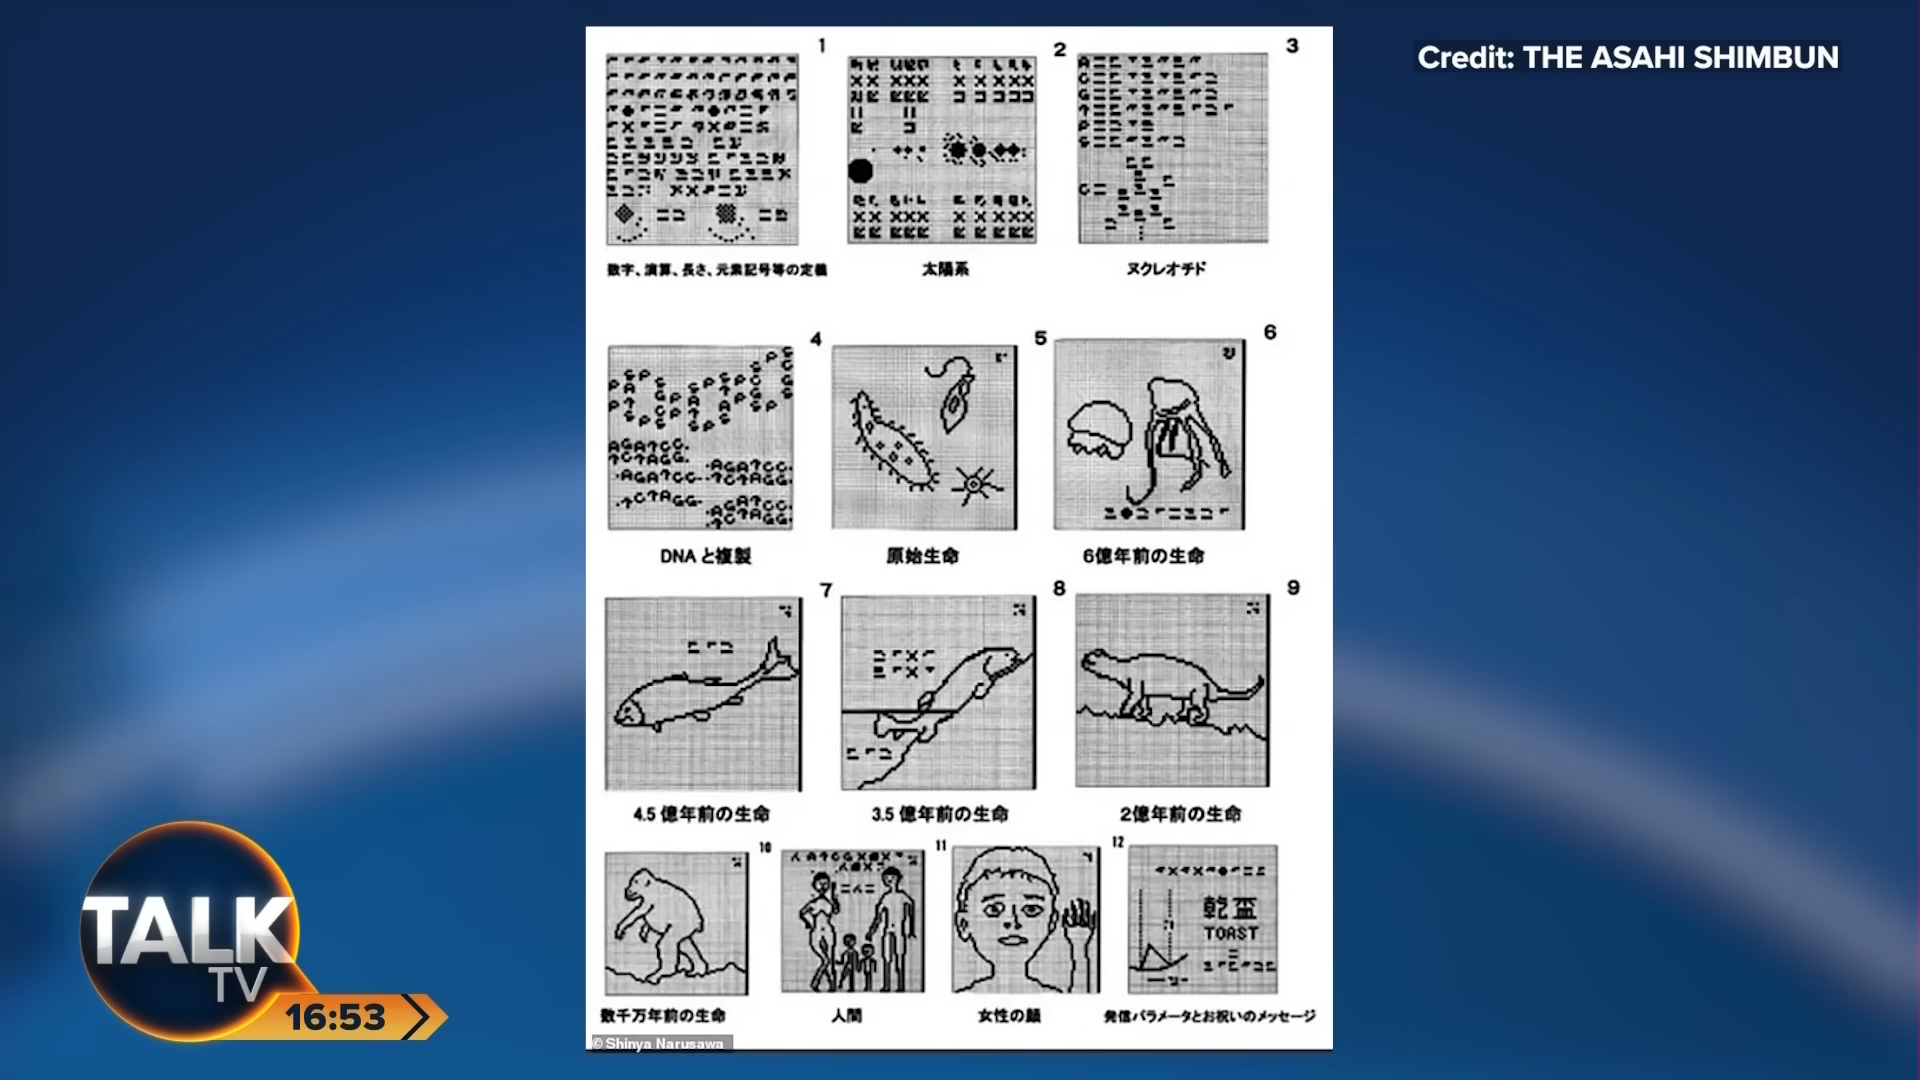 Credit: THE ASAHI SHIMBUN
1
2
3
数字、演算、長さ、元素記号等の定義
太陽系
ヌクレオチド
4
5
6
DNAと複製
原始生命
6億年前の生命
7
8
9
4.5億年前の生命
3.5億年前の生命
2億年前の生命
10
11
12
乾盃
TOAST
数千万年前の生命
人間
女性の顔
発信パラメータとお祝いのメッセージ
© Shinya Narusawa
TALK
TV
16:53